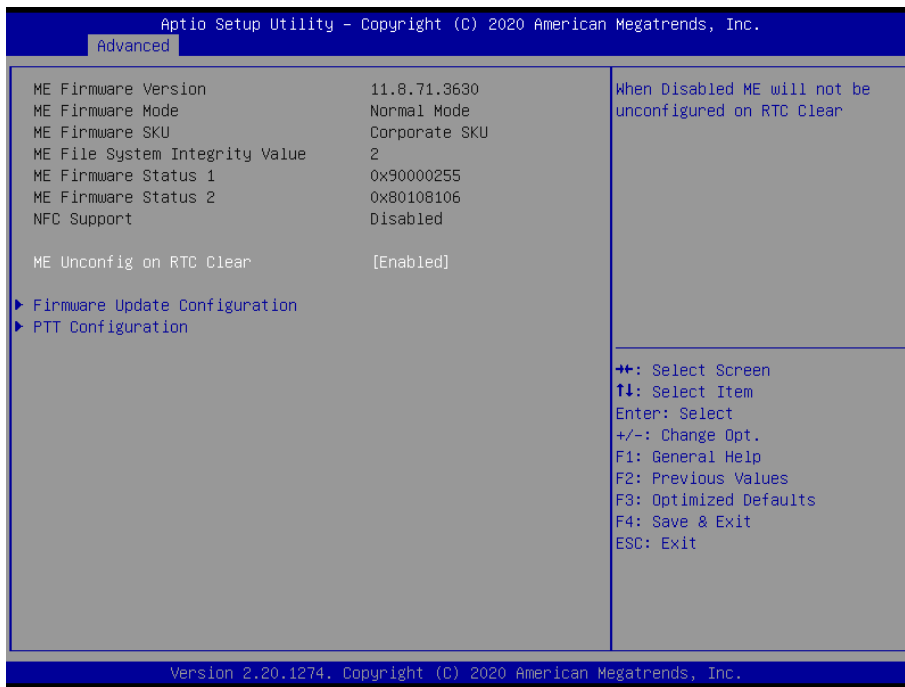 Aptio Setup Utility – Copyright (C) 2020 American Megatrends, Inc.
Advanced
ME Firmware Version 11.8.71.3630
ME Firmware Mode Normal Mode
ME Firmware SKU Corporate SKU
ME File System Integrity Value 2
ME Firmware Status 1 0x90000255
ME Firmware Status 2 0x80108106
NFC Support Disabled
ME Unconfig on RTC Clear [Enabled]
▶ Firmware Update Configuration
▶ PTT Configuration
When Disabled ME will not be
unconfigured on RTC Clear
→←: Select Screen
↑↓: Select Item
Enter: Select
+/-: Change Opt.
F1: General Help
F2: Previous Values
F3: Optimized Defaults
F4: Save & Exit
ESC: Exit
Version 2.20.1274. Copyright (C) 2020 American Megatrends, Inc.